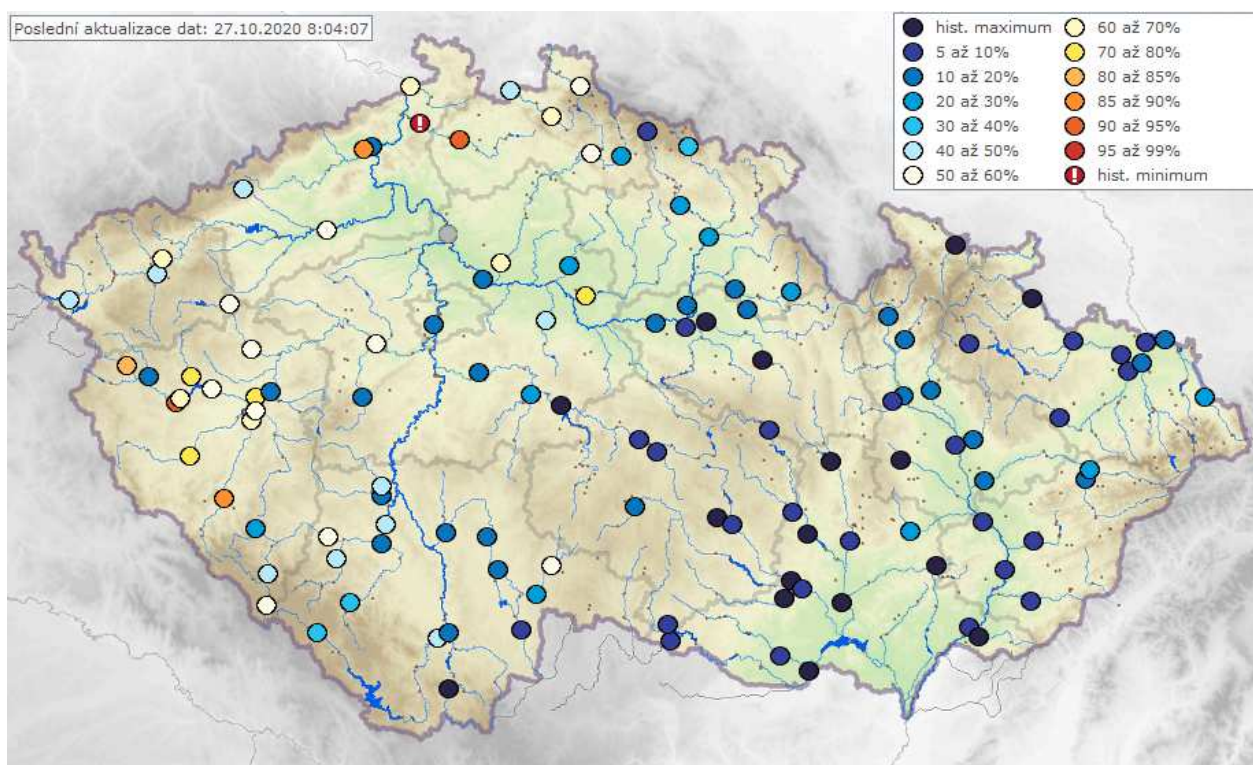 Poslední aktualizace dat: 27.10.2020 8:04:07
hist. maximum
5 až 10%
10 až 20%
20 až 30%
30 až 40%
40 až 50%
50 až 60%
60 až 70%
70 až 80%
80 až 85%
85 až 90%
90 až 95%
95 až 99%
hist. minimum